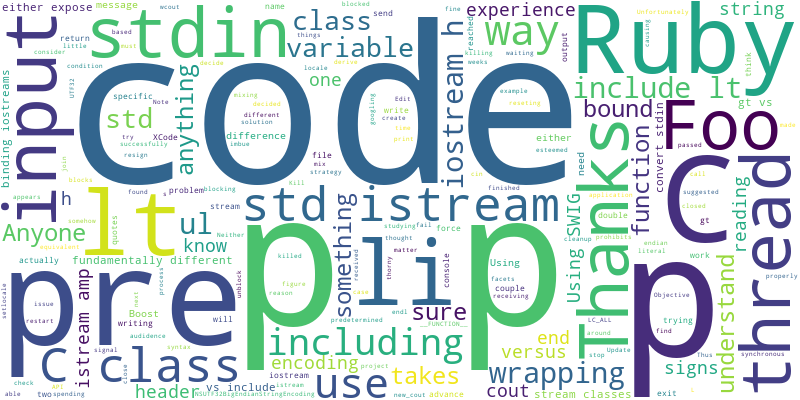 either expose
message
stdin
class
variable
experience
way
Ruby
string
code
input
binding iostreams
anything
one
std
difference
iostream h
include lt
bound
Foo
gt vs
convert stdin
function
Thanks
C
thread
reading
understand
lt
Anyone
ul
know
h
std istream
something
Using SWIG
fundamentally different
pre
p
li
p
p
istream amp
C
class
Boost
writing
header
vs include
including
encoding
use
sure
takes
versus
end
wrapping
cout
stream classes
signs
trying
work
need
either
file
problem
specific
XCode
successfully
resign
try
return
condition
based
UTF32
Note
consider
little
must
wcout
blocked
send
name
things
decide
derive
locale
mixing
decided
example
different
solution
Edit
write
create
time
print
googling
imbue
killing
weeks
waiting
resetting
output
reached
fine
Unfortunately
causing
think
made
passed
suggested
closed
gt
call
Application
double
prohibits
cleanup
endian
literal
find
Objective
properly
around
LC_ALL
stop
Update
exit
Thus
synchronous
join
blocks
appears
somehow
equivalent
quotes
found
s
blocking
kill
stream
mix
strategy
cin
finished
esteemed
Neither
killed
figure
reason
received
case
studying
fail
thought
force
matter
thorny
console
Using
facets
couple
receiving
unblock
predetermined
endl
__FUNCTION__
iostream
project
istream
new_cout
advance
actually
process
next
will
issue
restart
setlocale
signal
audidence
syntax
check
able
two
API
spending
close
NSUTF32BigEndianStringEncoding